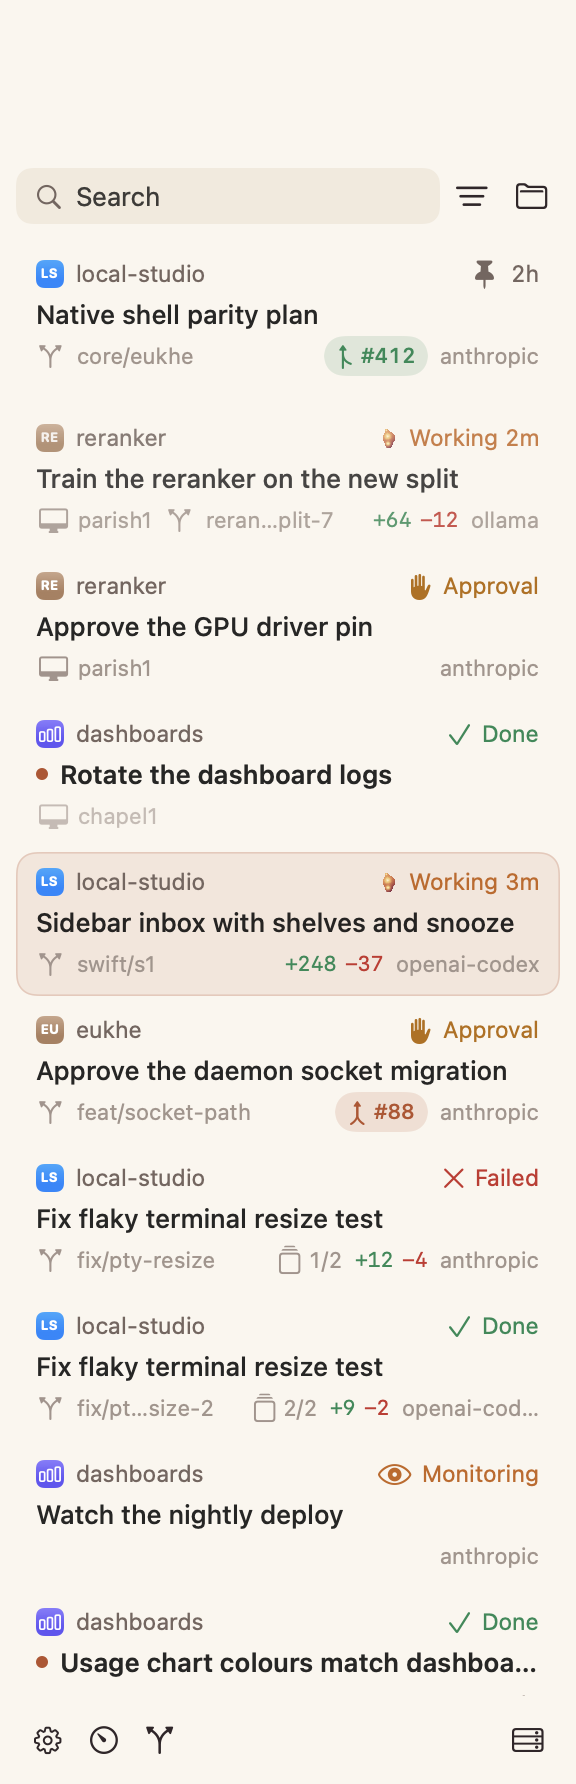 Search
LS local-studio 2h
Native shell parity plan
core/eukhe #412 anthropic
RE reranker Working 2m
Train the reranker on the new split
parish1 reran...plit-7 +64 −12 ollama
RE reranker Approval
Approve the GPU driver pin
parish1 anthropic
dashboards Done
Rotate the dashboard logs
chapel1
LS local-studio Working 3m
Sidebar inbox with shelves and snooze
swift/s1 +248 −37 openai-codex
EU eukhe Approval
Approve the daemon socket migration
feat/socket-path #88 anthropic
LS local-studio Failed
Fix flaky terminal resize test
fix/pty-resize 1/2 +12 −4 anthropic
LS local-studio Done
Fix flaky terminal resize test
fix/pt...size-2 2/2 +9 −2 openai-cod...
dashboards Monitoring
Watch the nightly deploy
anthropic
dashboards Done
Usage chart colours match dashboa...